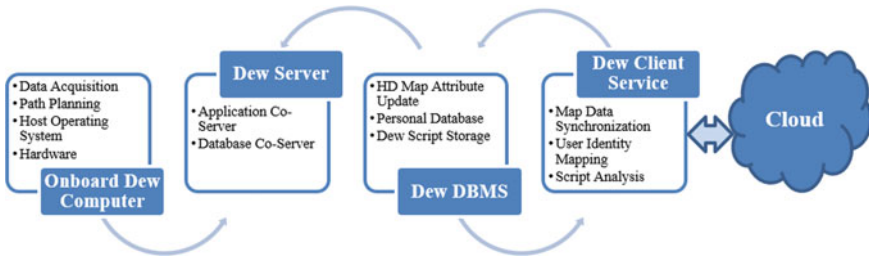 • Data Acquisition
• Path Planning
• Host Operating
System
• Hardware
Onboard Dew
Computer
Dew Server
• Application Co-
Server
• Database Co-Server
• HD Map Attribute
Update
• Personal Database
• Dew Script Storage
Dew DBMS
Dew Client
Service
• Map Data
Synchronization
• User Identity
Mapping
• Script Analysis
Cloud